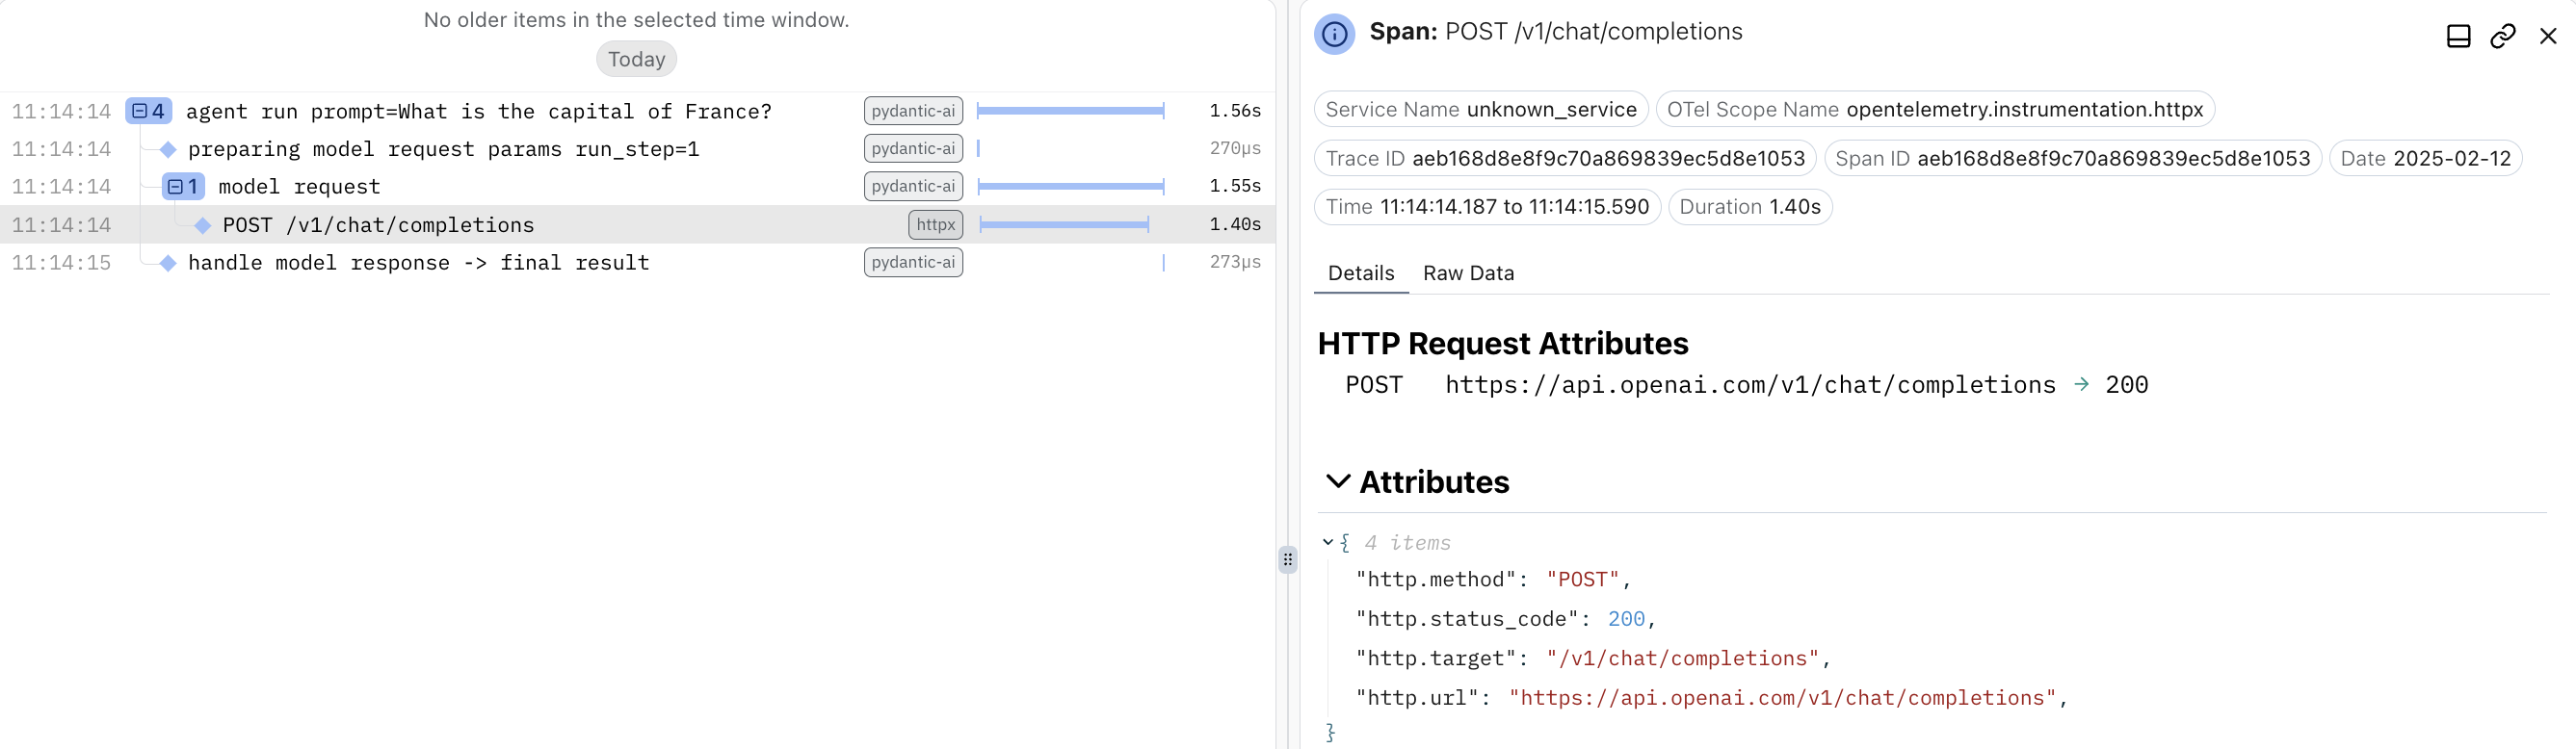 No older items in the selected time window.
Today
11:14:14 4 agent run prompt=What is the capital of France? pydantic-ai 1.56s
11:14:14 preparing model request params run_step=1 pydantic-ai 270µs
11:14:14 1 model request pydantic-ai 1.55s
11:14:14 POST /v1/chat/completions httpx 1.40s
11:14:15 handle model response -> final result pydantic-ai 273µs
Span: POST /v1/chat/completions
Service Name unknown_service OTel Scope Name opentelemetry.instrumentation.httpx
Trace ID aeb168d8e8f9c70a869839ec5d8e1053 Span ID aeb168d8e8f9c70a869839ec5d8e1053 Date 2025-02-12
Time 11:14:14.187 to 11:14:15.590 Duration 1.40s
Details Raw Data
HTTP Request Attributes
POST https://api.openai.com/v1/chat/completions → 200
Attributes
{ 4 items
"http.method": "POST",
"http.status_code": 200,
"http.target": "/v1/chat/completions",
"http.url": "https://api.openai.com/v1/chat/completions",
}